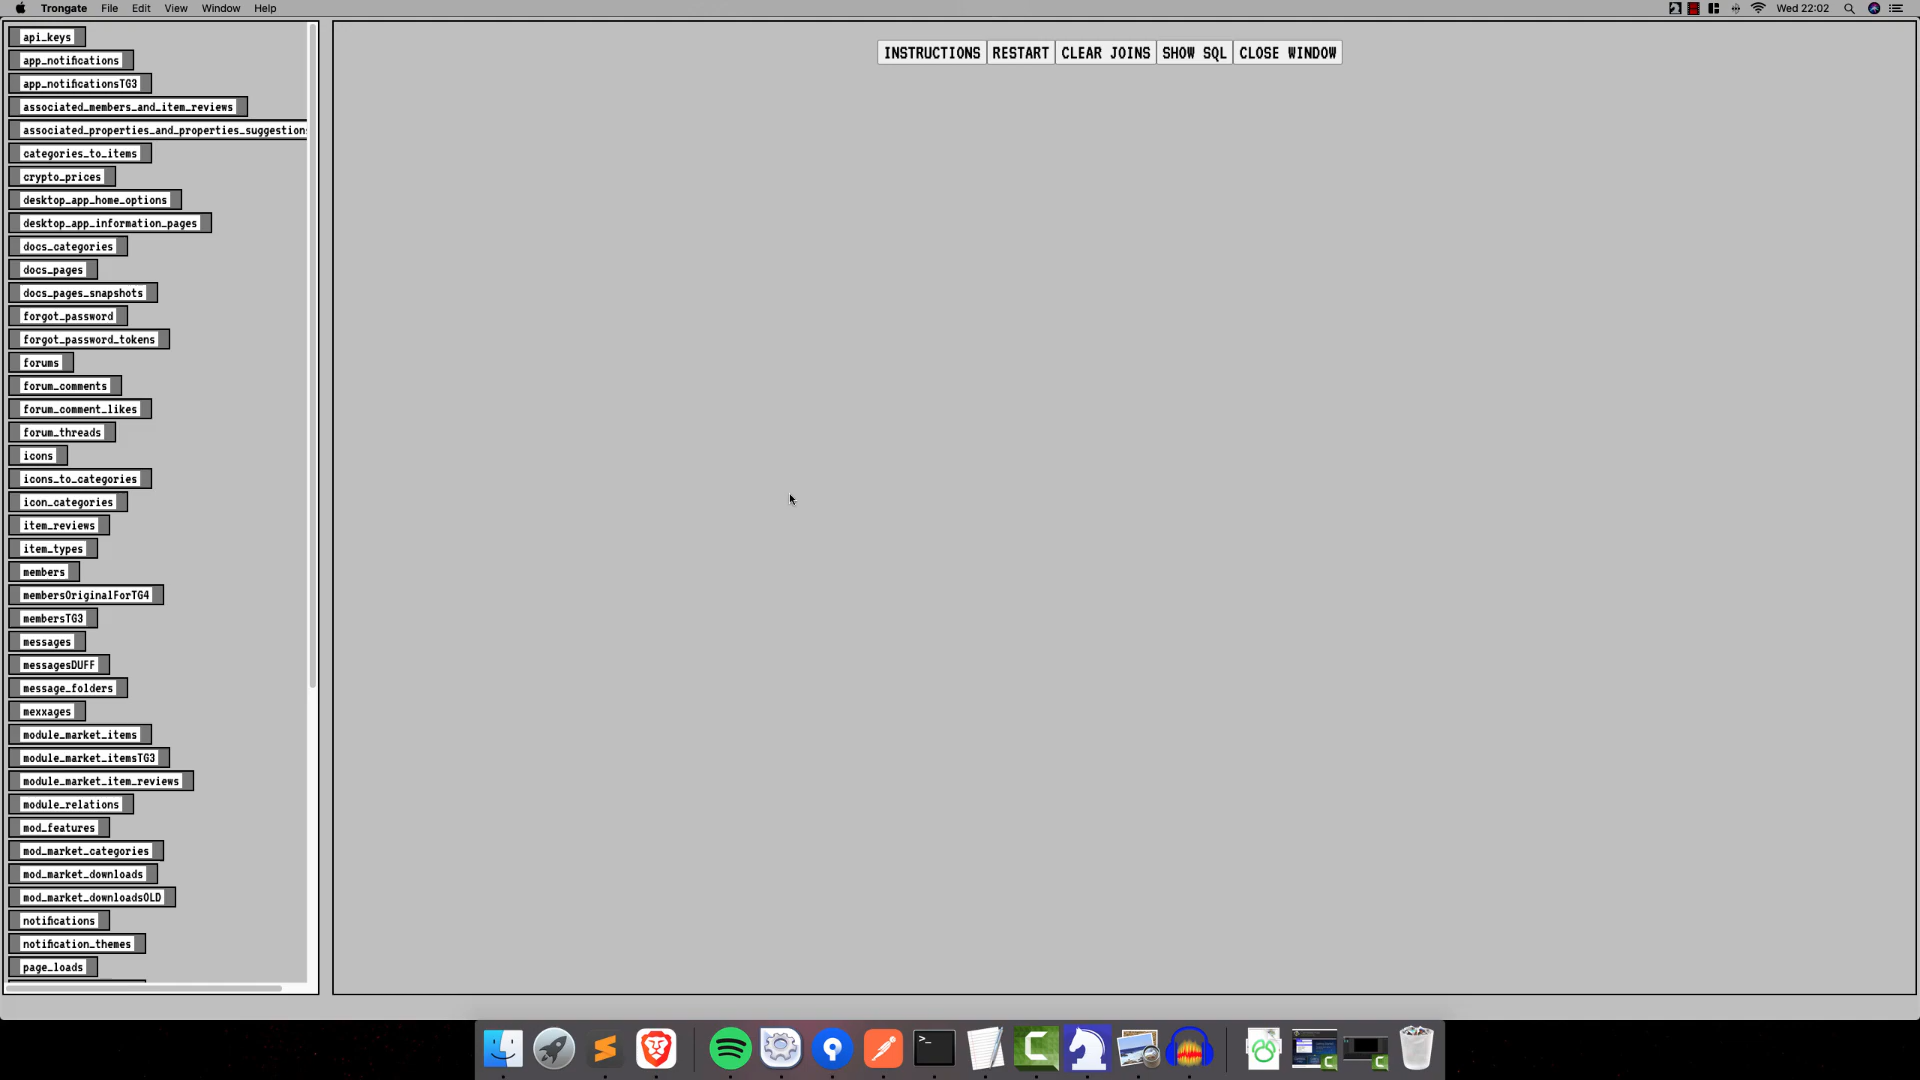 Trongate File Edit View Window Help
Wed 22:02
INSTRUCTIONS RESTART CLEAR JOINS SHOW SQL CLOSE WINDOW
api_keys
app_notifications
app_notificationsTG3
associated_members_and_item_reviews
associated_properties_and_properties_suggestions
categories_to_items
crypto_prices
desktop_app_home_options
desktop_app_information_pages
docs_categories
docs_pages
docs_pages_snapshots
forgot_password
forgot_password_tokens
forums
forum_comments
forum_comment_likes
forum_threads
icons
icons_to_categories
icon_categories
item_reviews
item_types
members
membersOriginalForTG4
membersTG3
messages
messagesDUFF
message_folders
mexxages
module_market_items
module_market_itemsTG3
module_market_item_reviews
module_relations
mod_features
mod_market_categories
mod_market_downloads
mod_market_downloadsOLD
notifications
notification_themes
page_loads